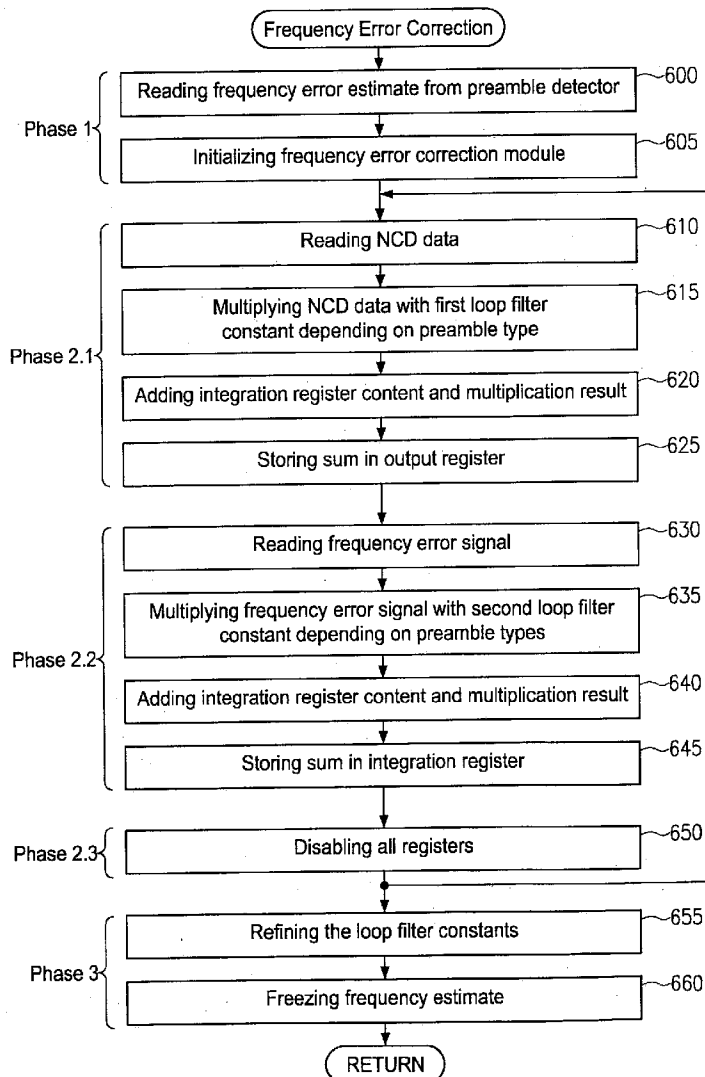 Frequency Error Correction
Phase 1
Reading frequency error estimate from preamble detector
600
Initializing frequency error correction module
605
Phase 2.1
Reading NCD data
610
Multiplying NCD data with first loop filter
constant depending on preamble type
615
Adding integration register content and multiplication result
620
Storing sum in output register
625
Phase 2.2
Reading frequency error signal
630
Multiplying frequency error signal with second loop filter
constant depending on preamble types
635
Adding integration register content and multiplication result
640
Storing sum in integration register
645
Phase 2.3
Disabling all registers
650
Phase 3
Refining the loop filter constants
655
Freezing frequency estimate
660
RETURN